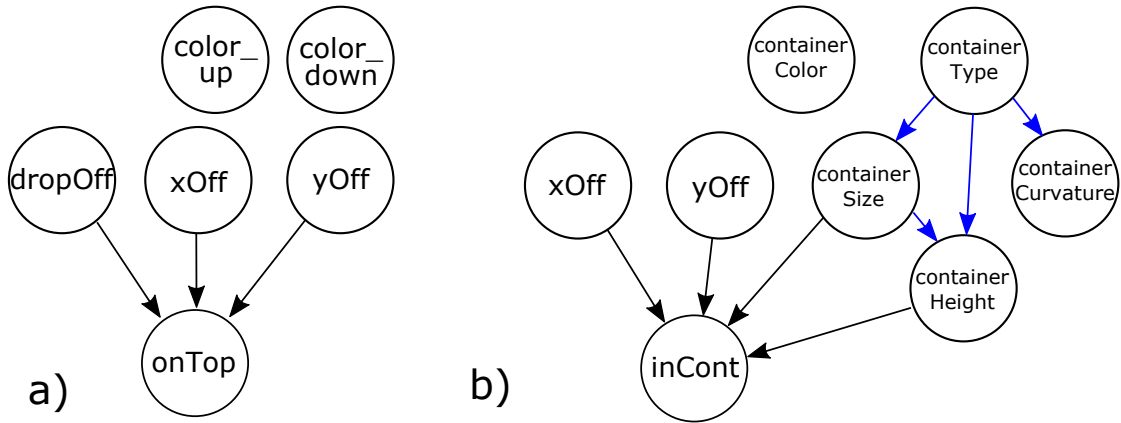 color_
up
color_
down
dropOff
xOff
yOff
onTop
a)
container
Color
container
Type
xOff
yOff
container
Size
container
Curvature
container
Height
inCont
b)